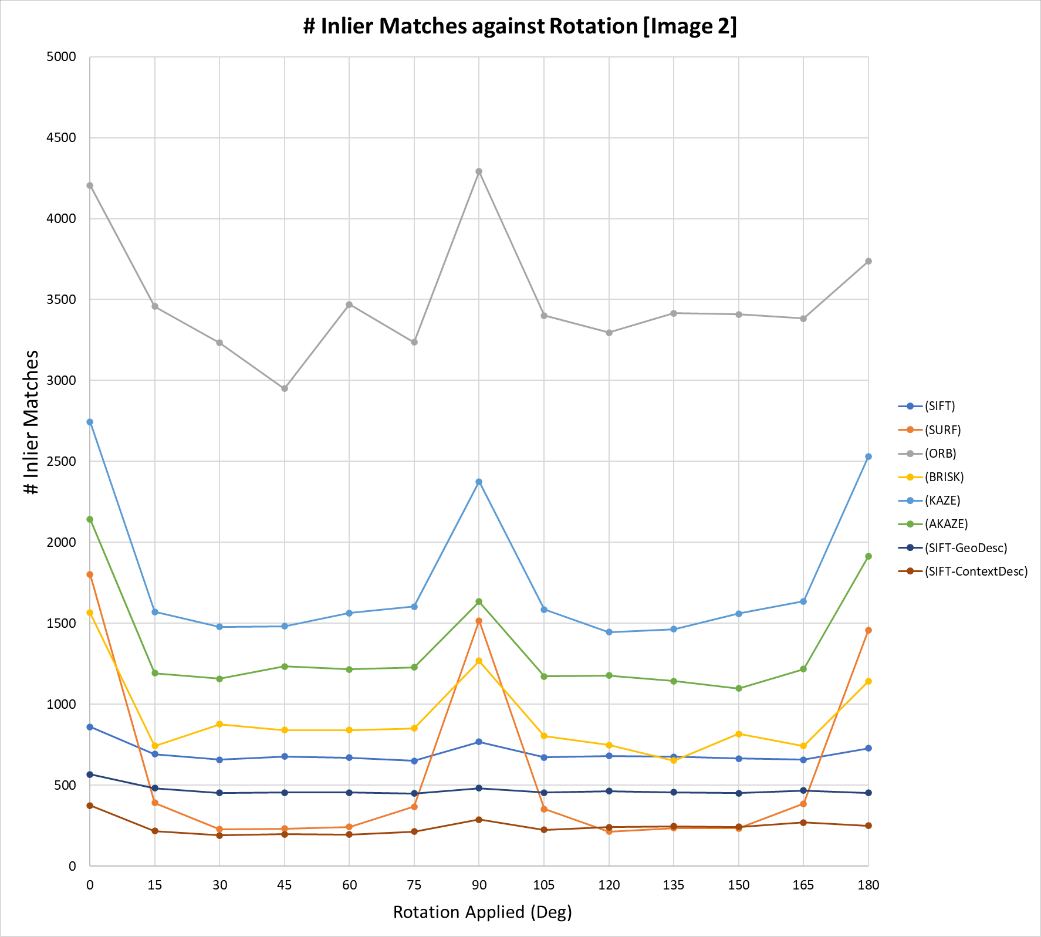 # Inlier Matches against Rotation [Image 2]
5000
4500
4000
3500
3000
2500
2000
1500
1000
500
0
# Inlier Matches
0 15 30 45 60 75 90 105 120 135 150 165 180
Rotation Applied (Deg)
(SIFT)
(SURF)
(ORB)
(BRISK)
(KAZE)
(AKAZE)
(SIFT-GeoDesc)
(SIFT-ContextDesc)